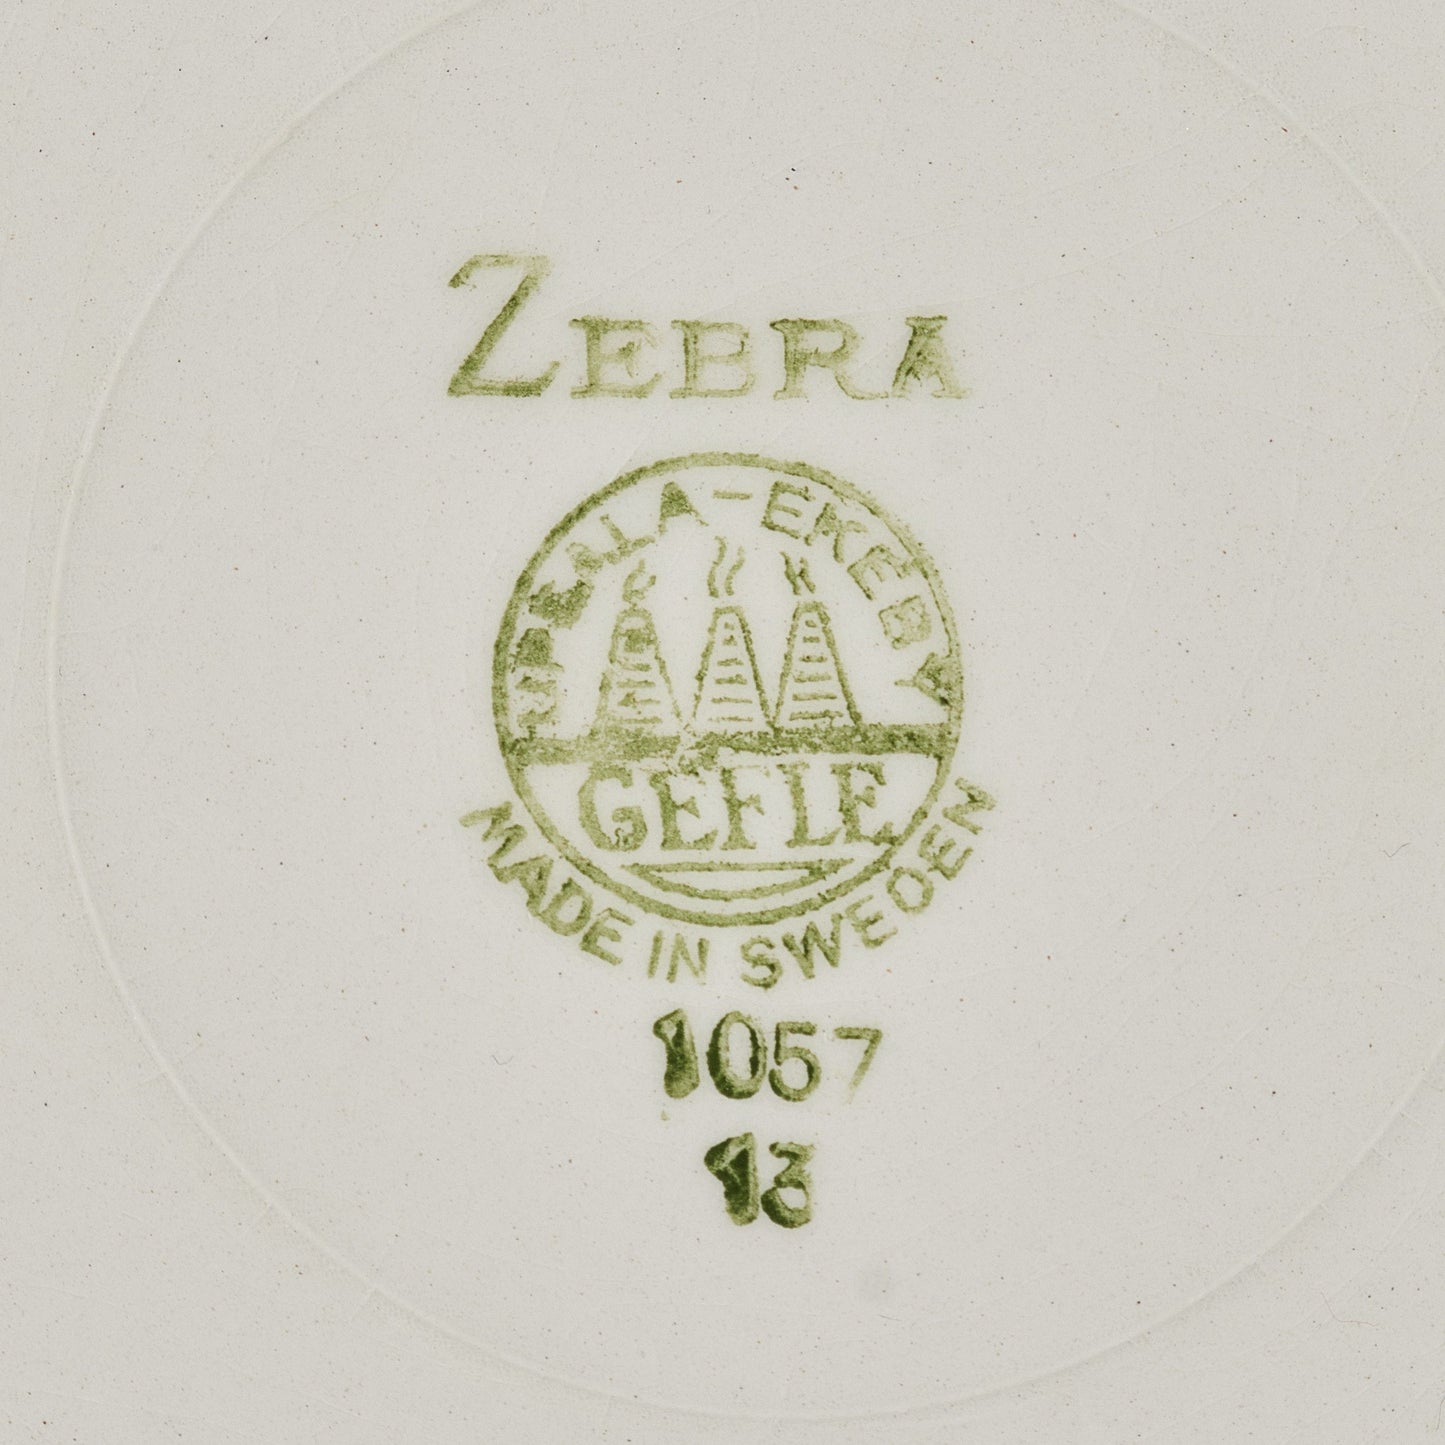 ZEBRA
UPSALA-EKEBY
GEFLE
MADE IN SWEDEN
1057
13